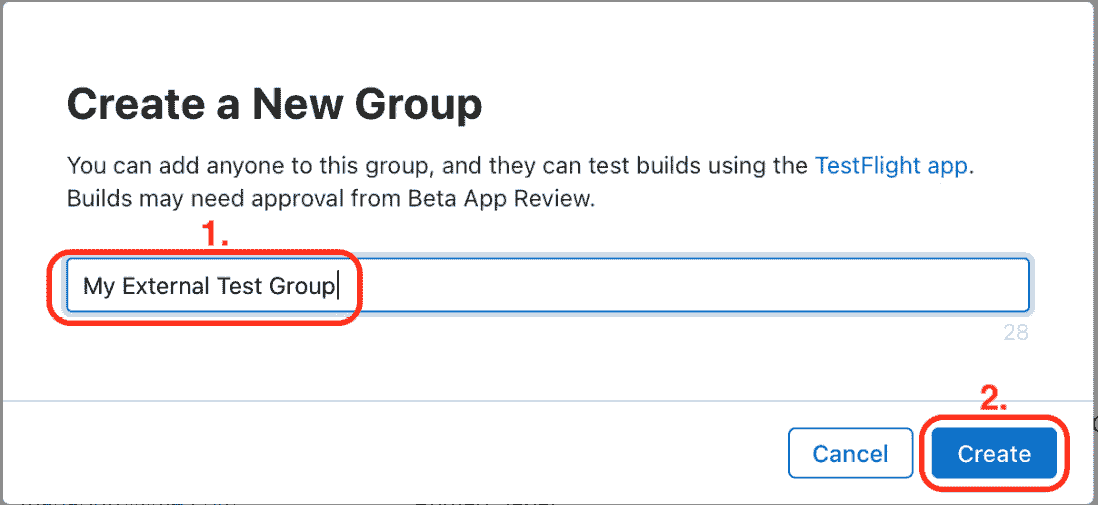 Create a New Group
You can add anyone to this group, and they can test builds using the TestFlight app.
Builds may need approval from Beta App Review.
1.
My External Test Group
28
2.
Cancel
Create